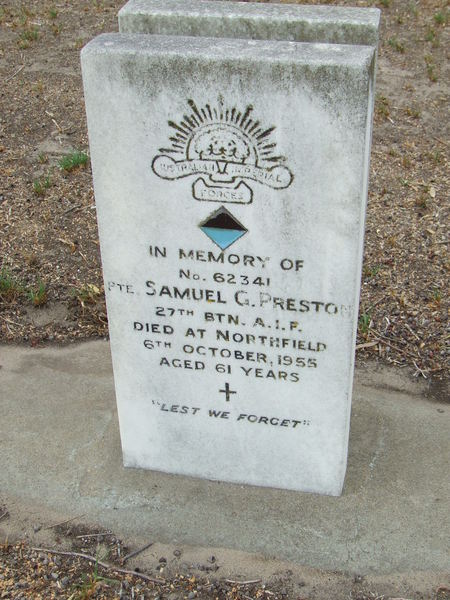 AUSTRALIAN IMPERIAL
FORCES
IN MEMORY OF
No. 62341
PTE. SAMUEL G. PRESTON
27TH BTN. A.I.F.
DIED AT NORTHFIELD
6TH OCTOBER, 1955
AGED 61 YEARS
"LEST WE FORGET"